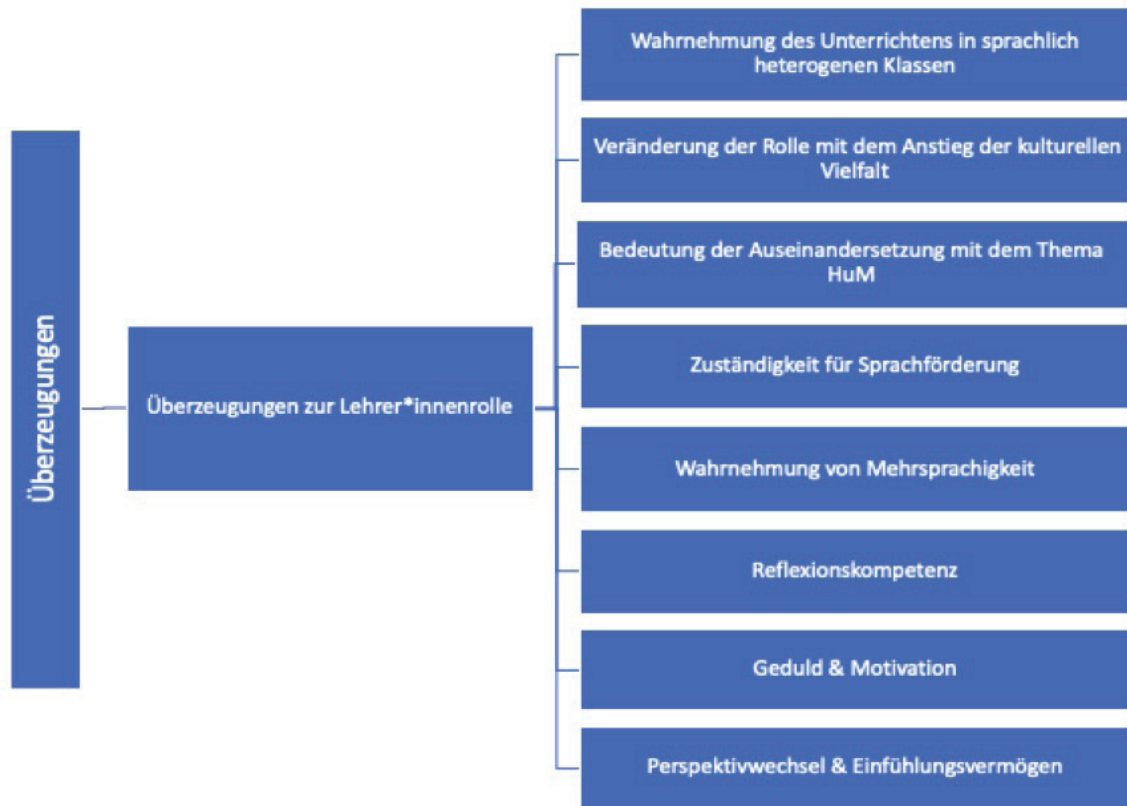 Überzeugungen
Überzeugungen zur Lehrer*innenrolle
Wahrnehmung des Unterrichtens in sprachlich
heterogenen Klassen
Veränderung der Rolle mit dem Anstieg der kulturellen
Vielfalt
Bedeutung der Auseinandersetzung mit dem Thema
HuM
Zuständigkeit für Sprachförderung
Wahrnehmung von Mehrsprachigkeit
Reflexionskompetenz
Geduld & Motivation
Perspektivwechsel & Einfühlungsvermögen